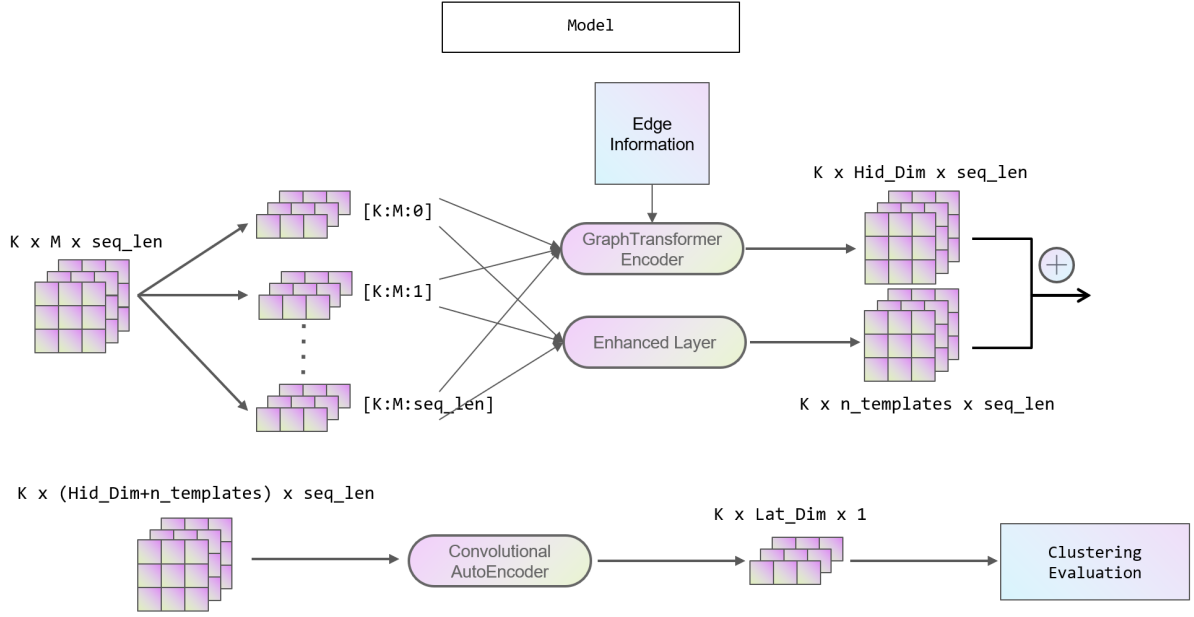 Model
Edge
Information
K x Hid_Dim x seq_len
[K:M:0]
K x M x seq_len
GraphTransformer
Encoder
[K:M:1]
Enhanced Layer
[K:M:seq_len]
K x n_templates x seq_len
K x (Hid_Dim+n_templates) x seq_len
K x Lat_Dim x 1
Convolutional
AutoEncoder
Clustering
Evaluation